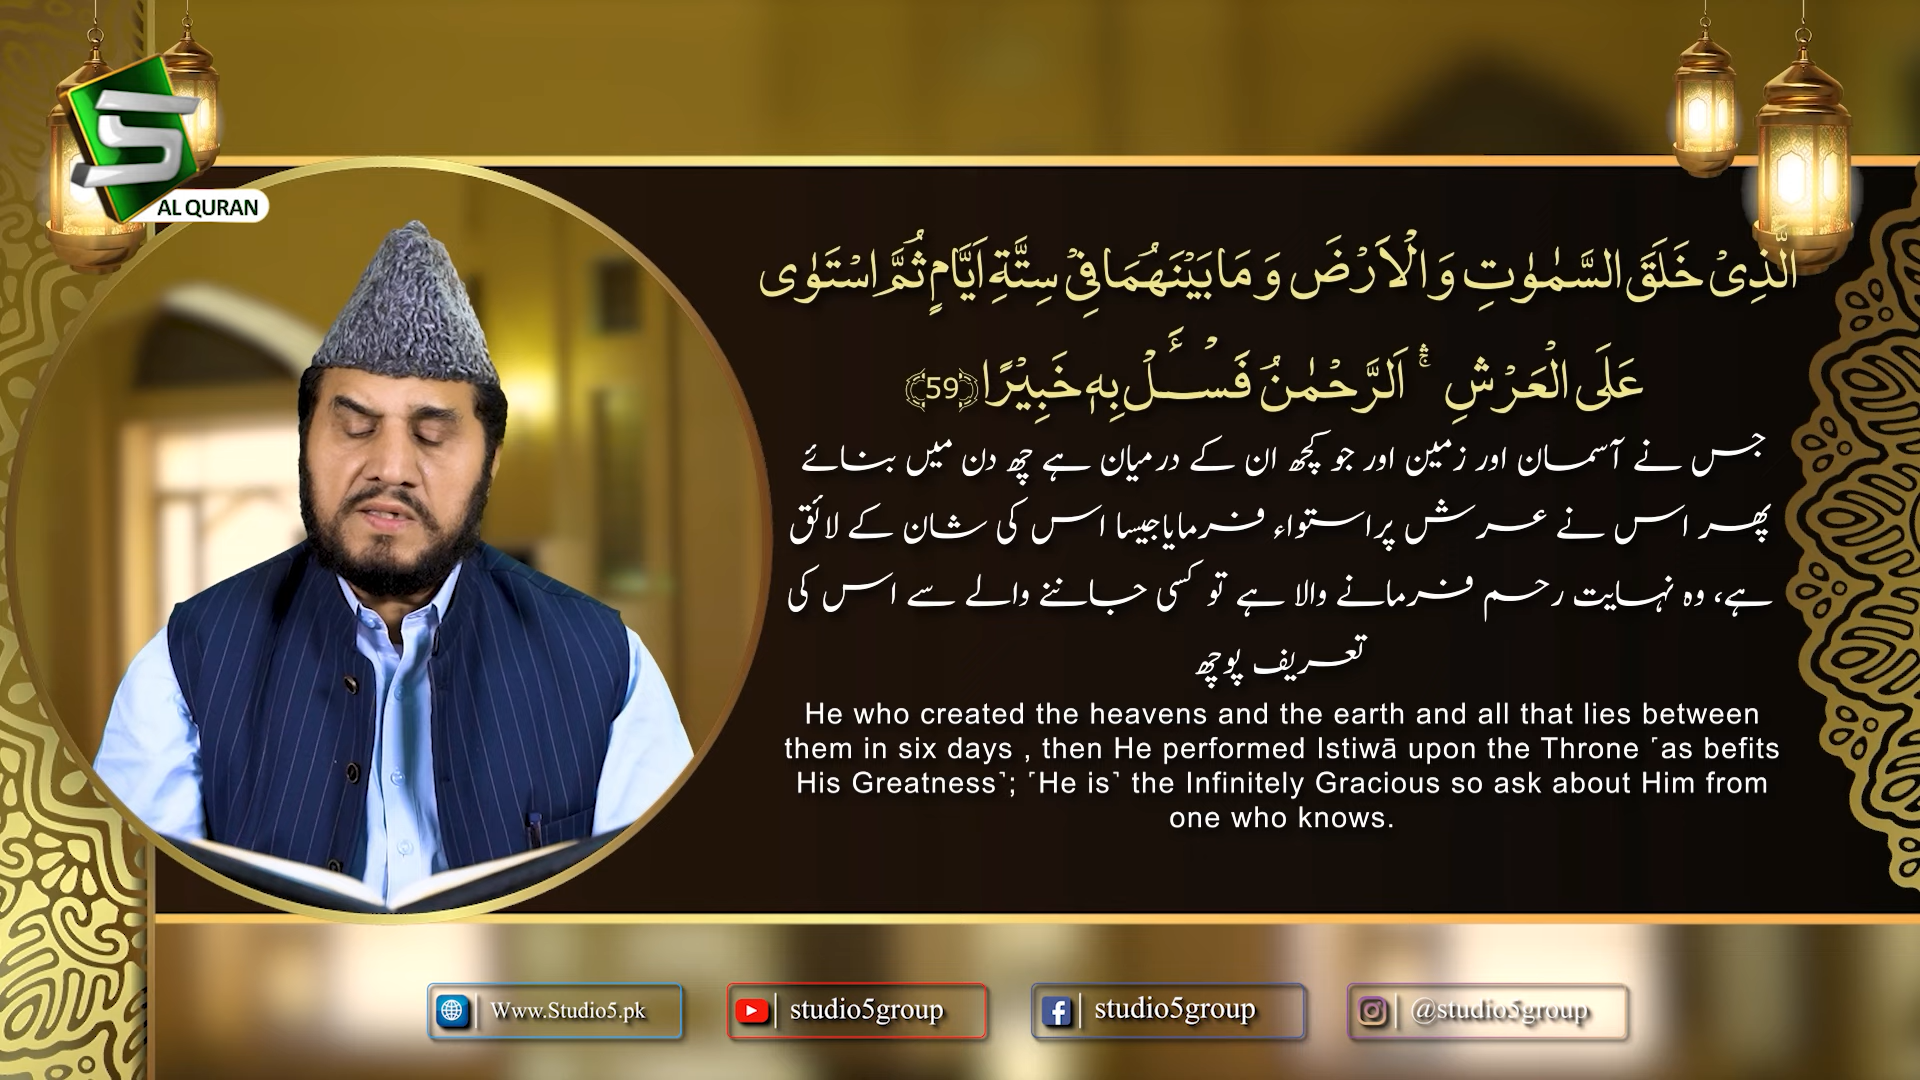 5
AL QURAN
الَّذِیْ خَلَقَ السَّمٰوٰتِ وَ الْاَرْضَ وَ مَا بَیْنَهُمَا فِیْ سِتَّةِ اَیَّامٍ ثُمَّ اسْتَوٰى
عَلَى الْعَرْشِ ۚۛ اَلرَّحْمٰنُ فَسْــٴَـلْ بِهٖ خَبِیْرًا ﴿59﴾
جس نے آسمان اور زمین اور جو کچھ ان کے درمیان ہے چھ دن میں بنائے
پھر اس نے عرش پراستواء فرمایاجیسا اس کی شان کے لائق
ہے، وہ نہایت رحم فرمانے والا ہے تو کسی جاننے والے سے اس کی
تعریف پوچھ
He who created the heavens and the earth and all that lies between
them in six days , then He performed Istiwā upon the Throne ˹as befits
His Greatness˺; ˹He is˺ the Infinitely Gracious so ask about Him from
one who knows.
Www.Studio5.pk
studio5group
studio5group
@studio5group